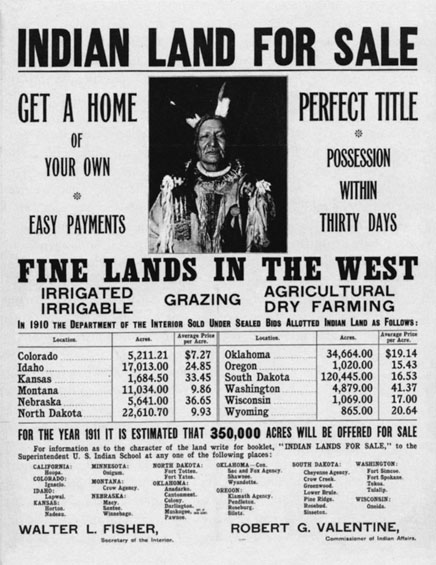 INDIAN LAND FOR SALE
GET A HOME
OF
YOUR OWN
EASY PAYMENTS
PERFECT TITLE
POSSESSION
WITHIN
THIRTY DAYS
FINE LANDS IN THE WEST
IRRIGATED
IRRIGABLE
GRAZING
AGRICULTURAL
DRY FARMING
IN 1910 THE DEPARTMENT OF THE INTERIOR SOLD UNDER SEALED BIDS ALLOTTED INDIAN LAND AS FOLLOWS:
Location. Acres. Average Price per Acre. Location. Acres. Average Price per Acre.
Colorado 5,211.21 $7.27 Oklahoma 34,664.00 $19.14
Idaho 17,013.00 24.85 Oregon 1,020.00 15.43
Kansas 1,684.50 33.45 South Dakota 120,445.00 16.53
Montana 11,034.00 9.86 Washington 4,879.00 41.37
Nebraska 5,641.00 36.65 Wisconsin 1,069.00 17.00
North Dakota 22,610.70 9.93 Wyoming 865.00 20.64
FOR THE YEAR 1911 IT IS ESTIMATED THAT 350,000 ACRES WILL BE OFFERED FOR SALE
For information as to the character of the land write for booklet, "INDIAN LANDS FOR SALE," to the
Superintendent U. S. Indian School at any one of the following places:
CALIFORNIA:
Hoopa.
COLORADO:
Ignacio.
IDAHO:
Lapwai.
KANSAS:
Horton.
Nadeau.
MINNESOTA:
Onigum.
MONTANA:
Crow Agency.
NEBRASKA:
Macy.
Santee.
Winnebago.
NORTH DAKOTA:
Fort Totten.
Fort Yates.
OKLAHOMA:
Anadarko.
Cantonment.
Colony.
Darlington.
Muskogee,
Pawnee.
OKLAHOMA—Con.
Sac and Fox Agency.
Shawnee.
Wyandotte.
OREGON:
Klamath Agency.
Pendleton.
Roseburg.
Siletz.
SOUTH DAKOTA:
Cheyenne Agency.
Crow Creek.
Greenwood.
Lower Brule.
Pine Ridge.
Rosebud.
Sisseton.
WASHINGTON:
Fort Simcoe.
Fort Spokane.
Tekoa.
Tulalip.
WISCONSIN:
Oneida.
WALTER L. FISHER,
Secretary of the Interior.
ROBERT G. VALENTINE,
Commissioner of Indian Affairs.